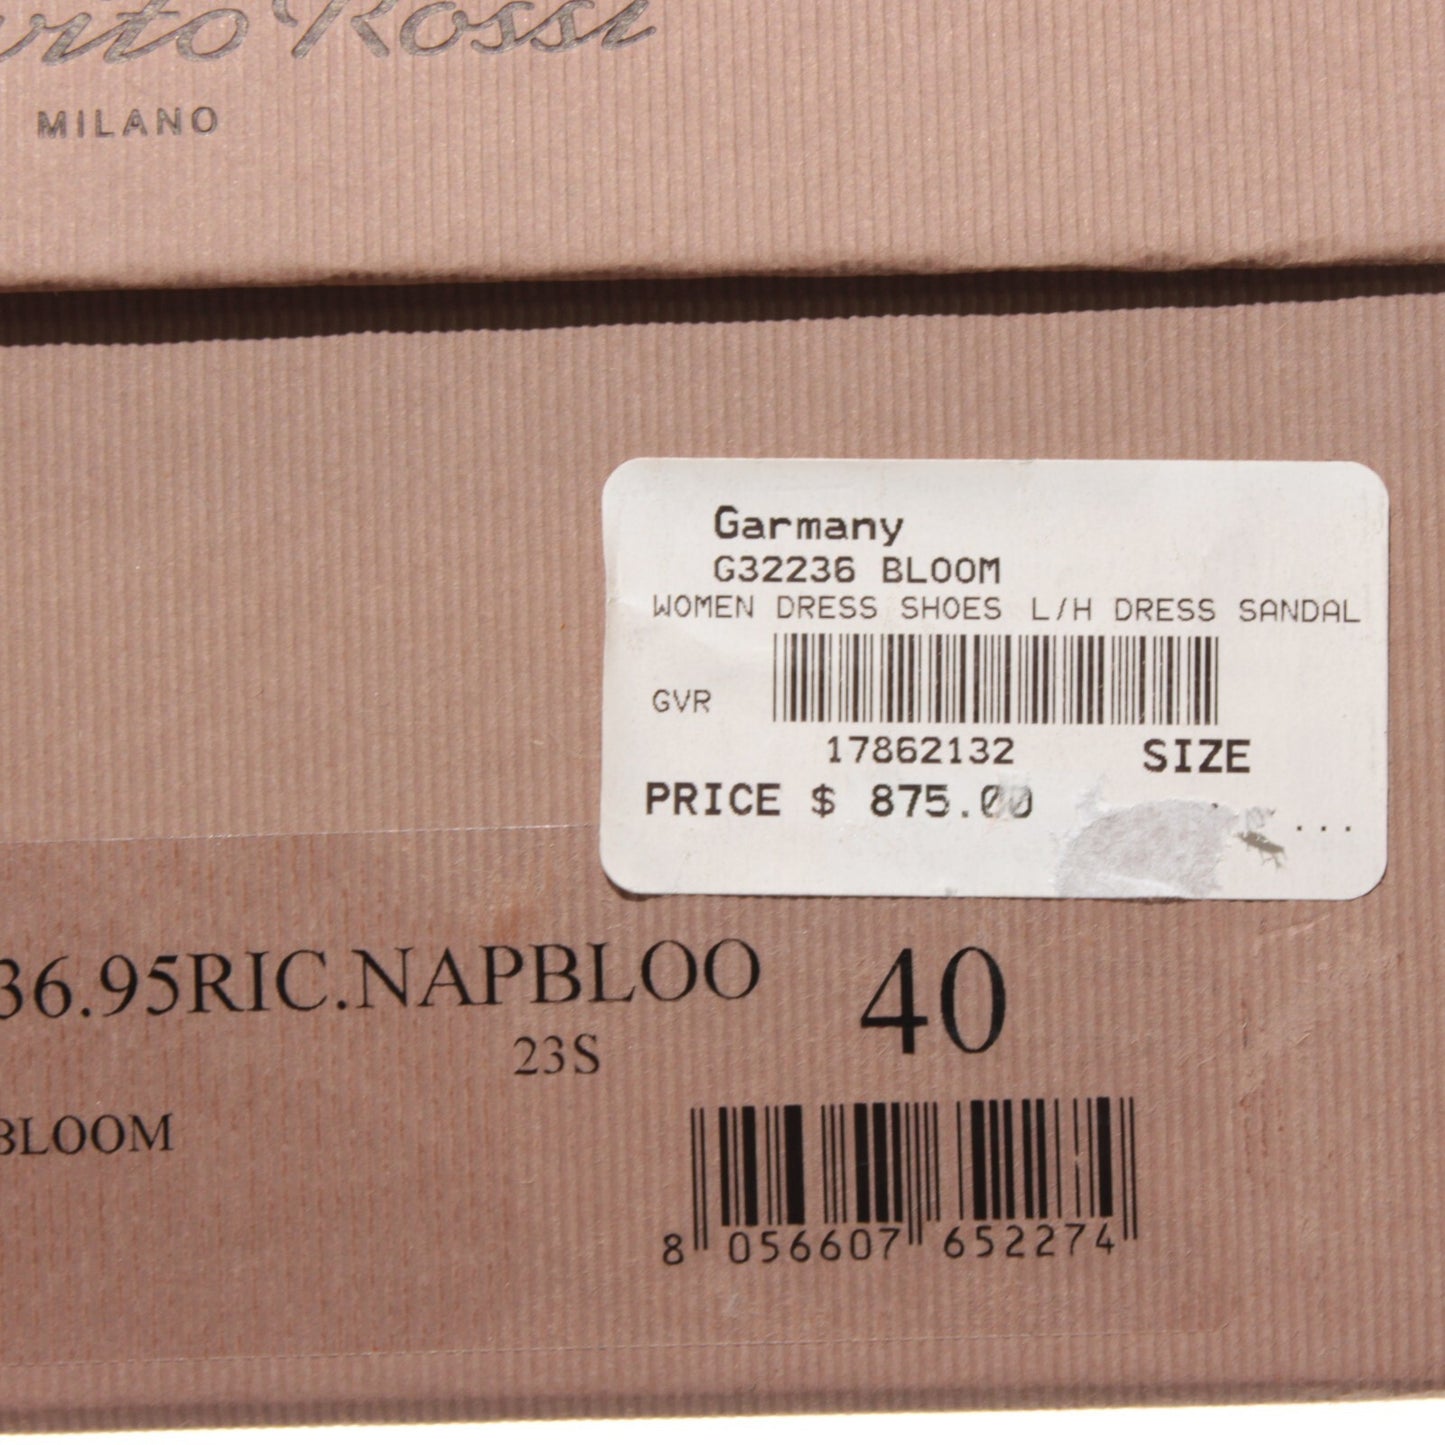 Rossi
MILANO
Garmany
G32236 BLOOM
WOMEN DRESS SHOES L/H DRESS SANDAL
GVR
17862132 SIZE
PRICE $ 875.00
36.95RIC.NAPBLOO 40
23S
BLOOM
8 056607 652274